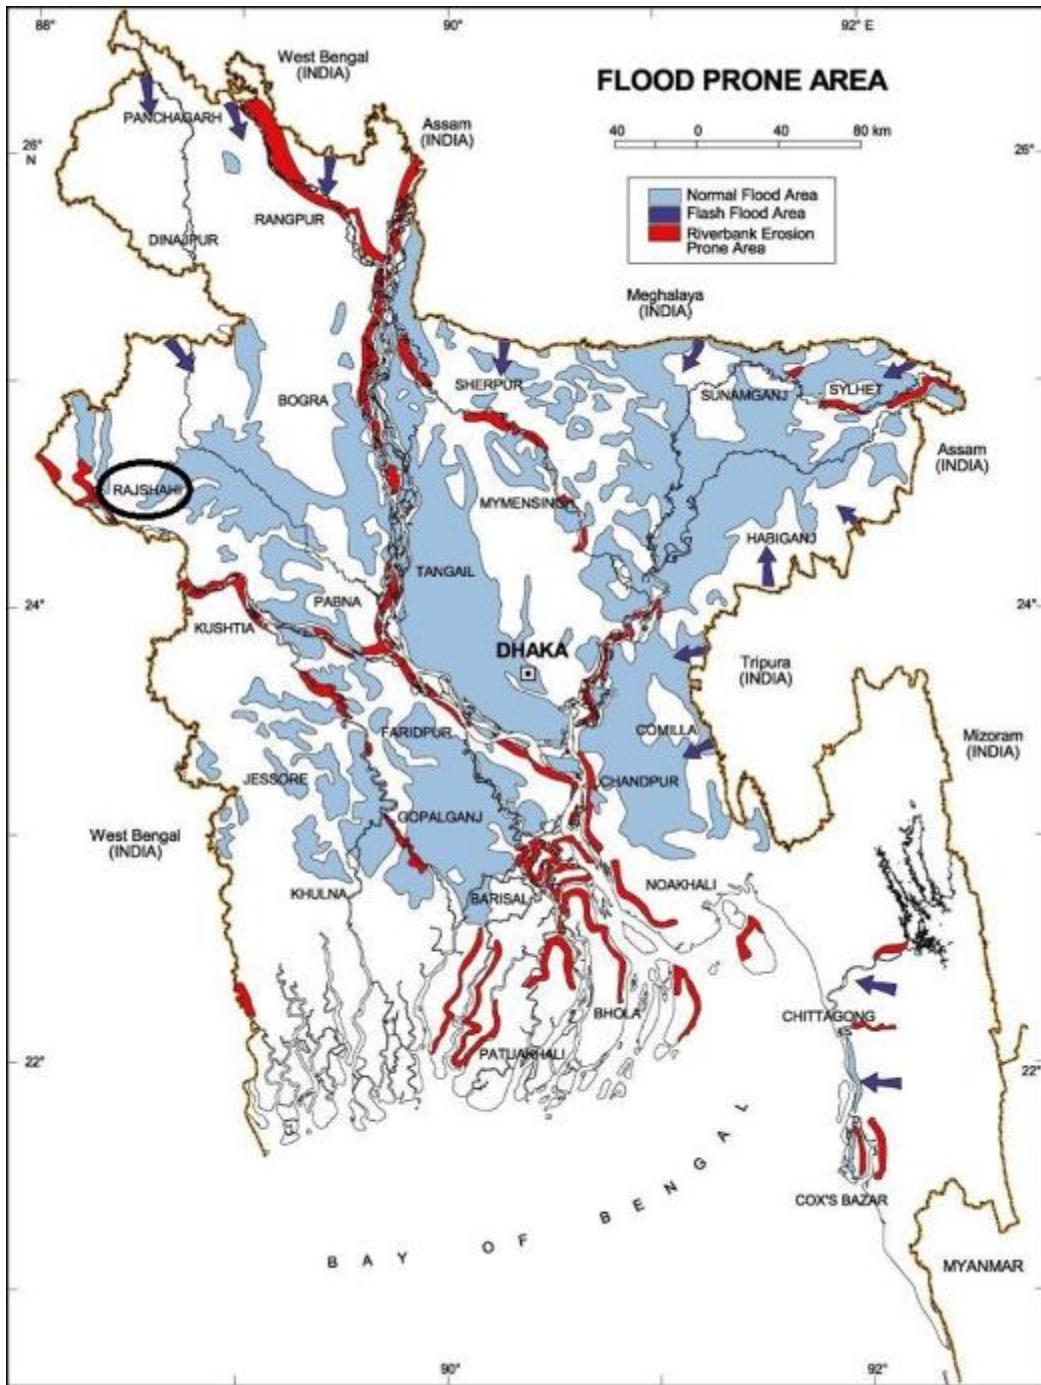 88°
90°
92° E
West Bengal
(INDIA)
FLOOD PRONE AREA
PANCHAGARH
Assam
(INDIA)
40 0 40 80 km
26°
N
26°
Normal Flood Area
Flash Flood Area
Riverbank Erosion
Prone Area
RANGPUR
DINAJPUR
Meghalaya
(INDIA)
SHERPUR
SUNAMGANJ
SYLHET
BOGRA
Assam
(INDIA)
RAJSHAHI
MYMENSINGH
HABIGANJ
TANGAIL
PABNA
24°
24°
KUSHTIA
DHAKA
Tripura
(INDIA)
FARIDPUR
COMILLA
Mizoram
(INDIA)
JESSORE
CHANDPUR
GOPALGANJ
West Bengal
(INDIA)
KHULNA
BARISAL
NOAKHALI
BHOLA
CHITTAGONG
PATUAKHALI
22°
22°
COX'S BAZAR
BAY OF BENGAL
MYANMAR
90°
92°